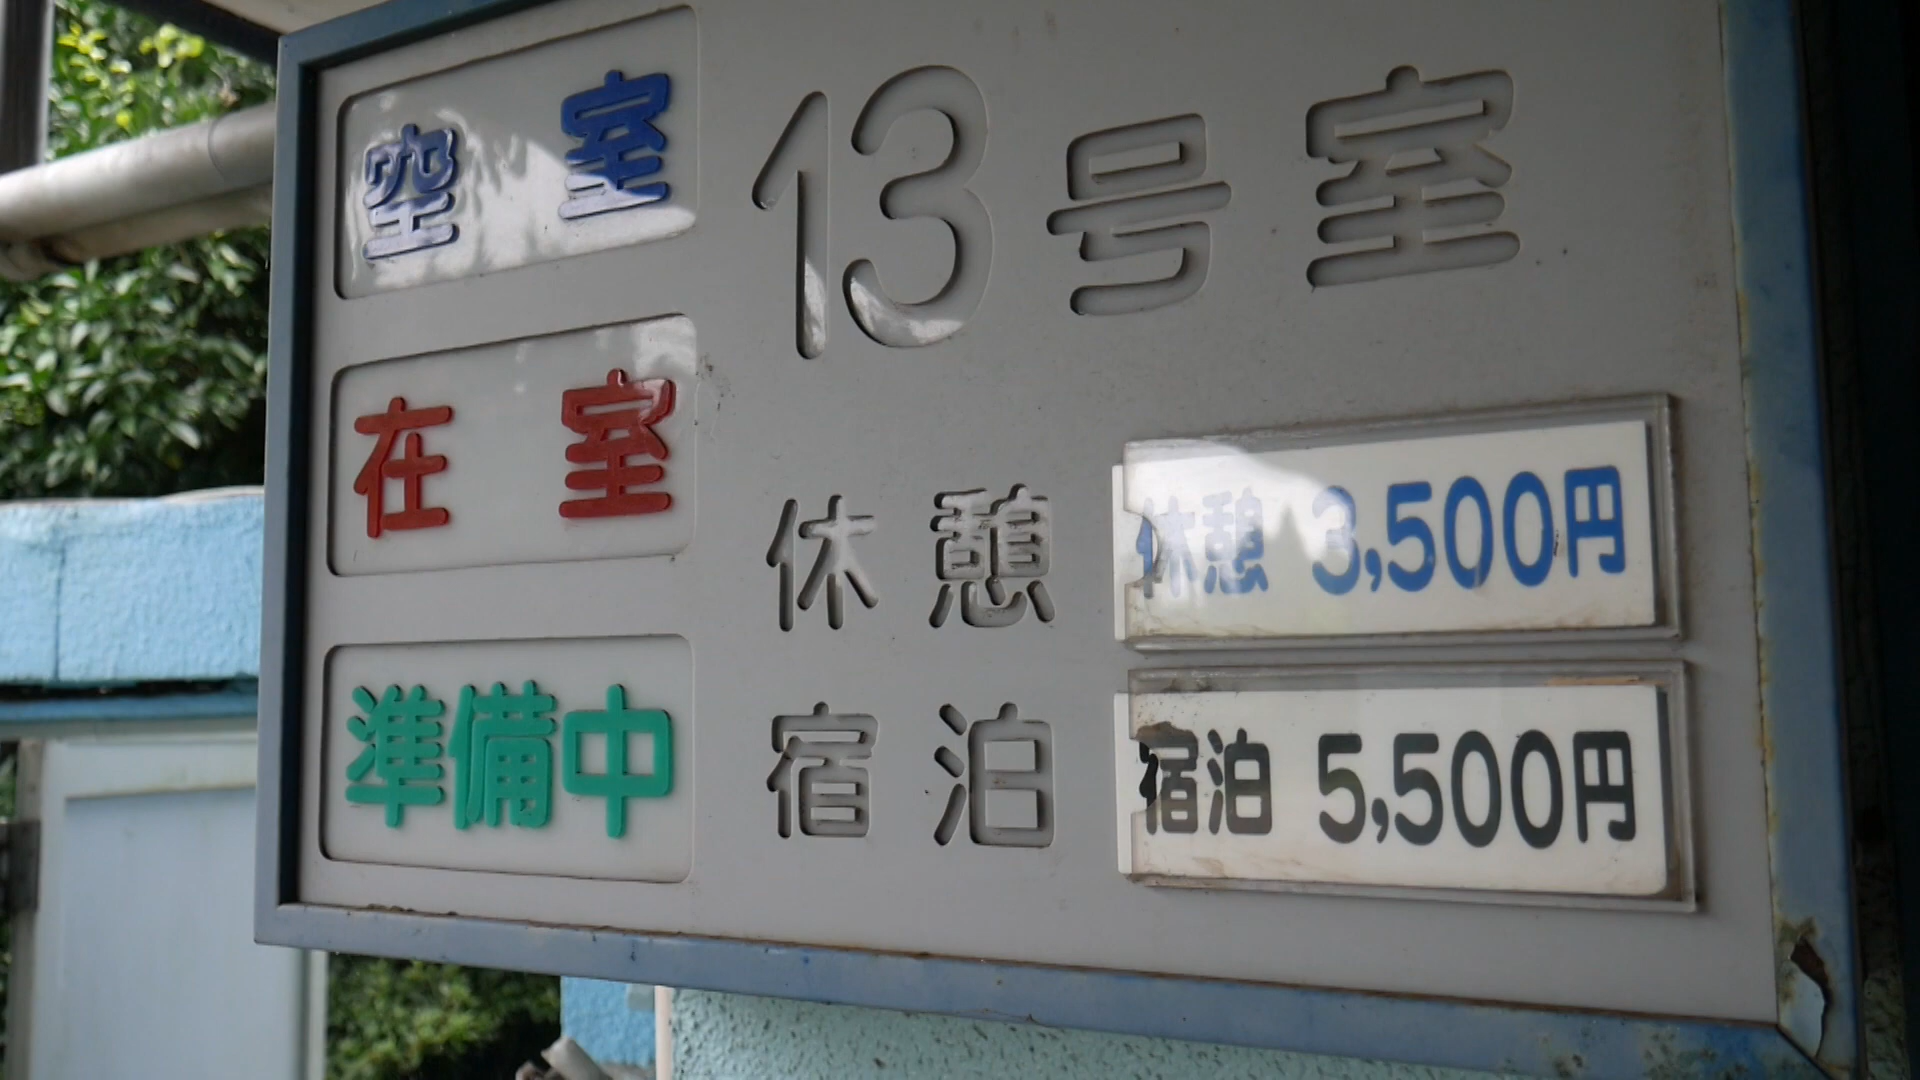 空室
13号室
在室
休憩 休憩 3,500円
準備中
宿泊 宿泊 5,500円